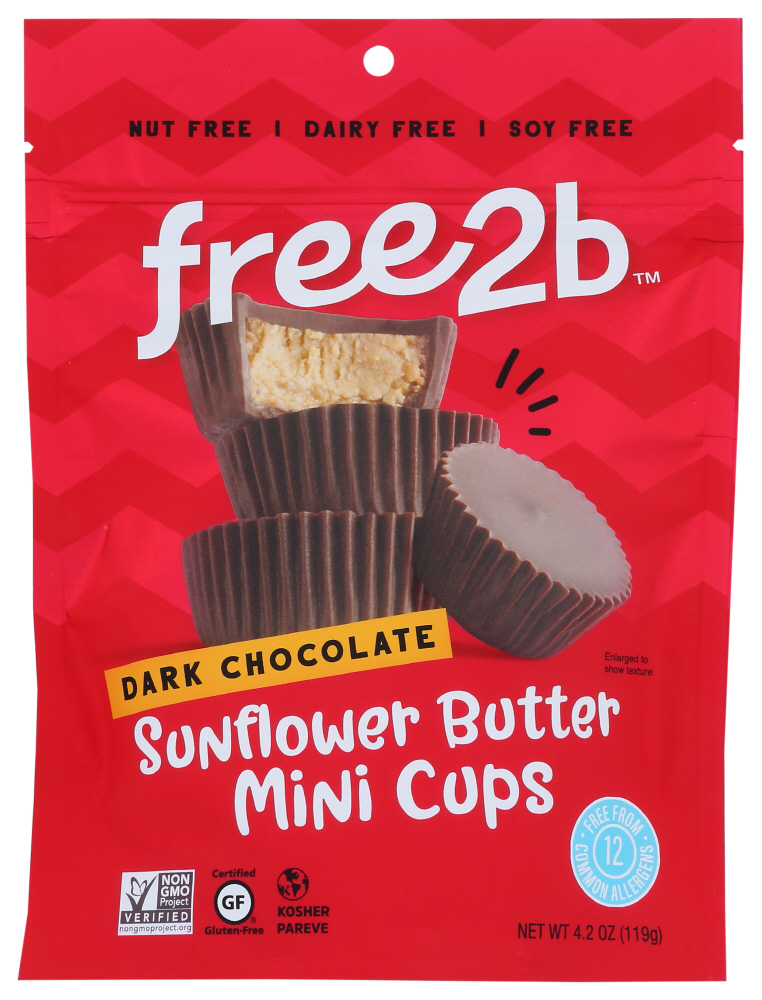 NUT FREE | DAIRY FREE | SOY FREE
free2b™
Enlarged to
show texture
DARK CHOCOLATE
Sunflower Butter
Mini Cups
FREE FROM
12
COMMON ALLERGENS
NON
GMO
Project
VERIFIED
nongmoproject.org
Certified
GF
®
Gluten-Free
K
KOSHER
PAREVE
NET WT 4.2 OZ (119g)